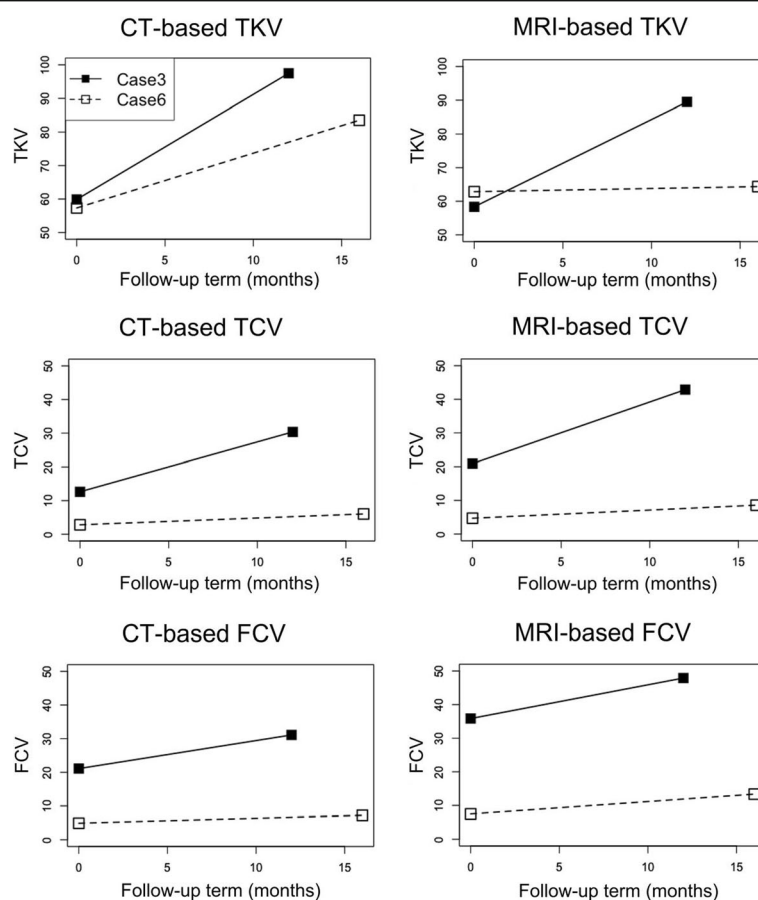 CT-based TKV
TKV
100
90
80
70
60
50
Case3
Case6
0 5 10 15
Follow-up term (months)
MRI-based TKV
TKV
100
90
80
70
60
50
0 5 10 15
Follow-up term (months)
CT-based TCV
TCV
50
40
30
20
10
0
0 5 10 15
Follow-up term (months)
MRI-based TCV
TCV
50
40
30
20
10
0
0 5 10 15
Follow-up term (months)
CT-based FCV
FCV
50
40
30
20
10
0
0 5 10 15
Follow-up term (months)
MRI-based FCV
FCV
50
40
30
20
10
0
0 5 10 15
Follow-up term (months)